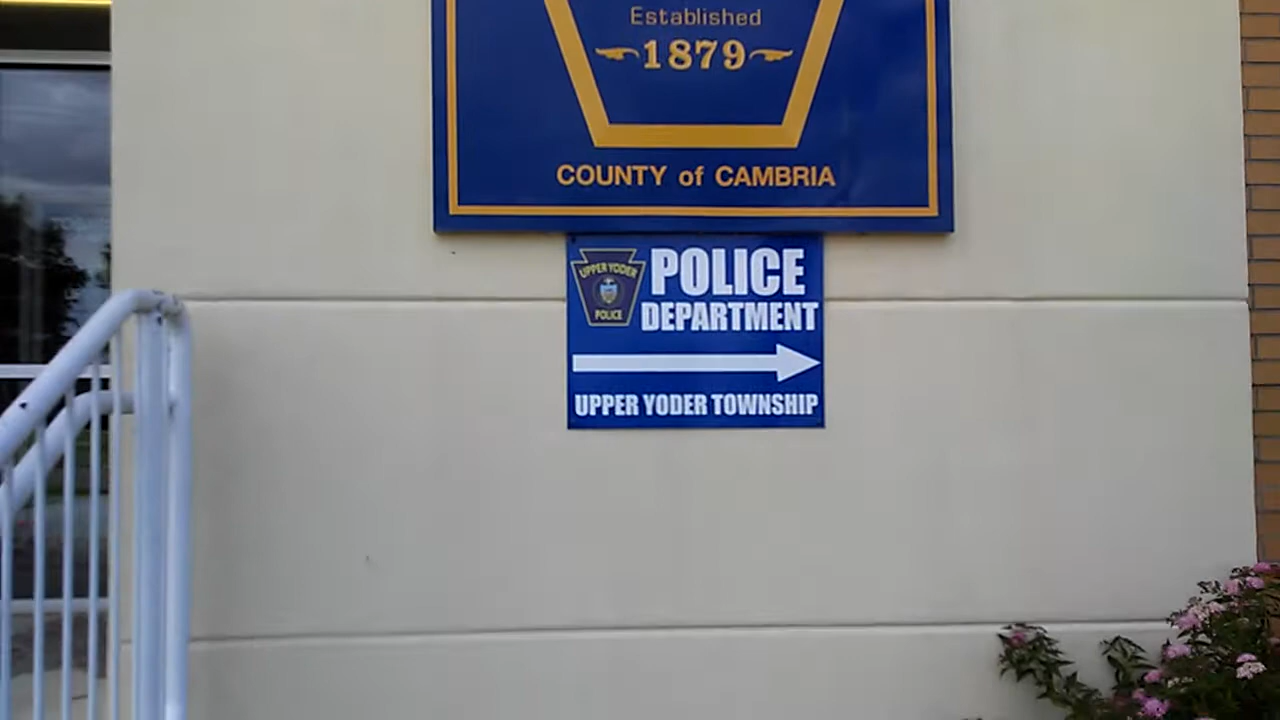 Established
1879
COUNTY of CAMBRIA
UPPER YODER
POLICE
POLICE
DEPARTMENT
UPPER YODER TOWNSHIP